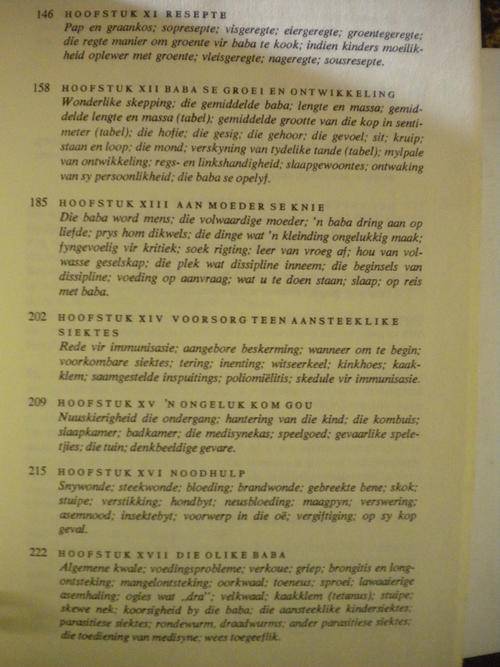 146 HOOFSTUK XI RESEPTE
Pap en graankos; sopresepte; visgeregte; eiergeregte; groentegeregte;
die regte manier om groente vir baba te kook; indien kinders moeilik-
heid oplewer met groente; vleisgeregte; nageregte; sousresepte.
158 HOOFSTUK XII BABA SE GROEI EN ONTWIKKELING
Wonderlike skepping; die gemiddelde baba; lengte en massa; gemid-
delde lengte en massa (tabel); gemiddelde grootte van die kop in senti-
meter (tabel); die hofie; die gesig; die gehoor; die gevoel; sit; kruip;
staan en loop; die mond; verskyning van tydelike tande (tabel); mylpale
van ontwikkeling; regs- en linkshandigheid; slaapgewoontes; ontwaking
van sy persoonlikheid; die baba se opelyf.
185 HOOFSTUK XIII AAN MOEDER SE KNIE
Die baba word mens; die volwaardige moeder; 'n baba dring aan op
liefde; prys hom dikwels; die dinge wat 'n kleinding ongelukkig maak;
fyngevoelig vir kritiek; soek rigting; leer van vroeg af; hou van vol-
wasse geselskap; die plek wat dissipline inneem; die beginsels van
dissipline; voeding op aanvraag; wat u te doen staan; slaap; op reis
met baba.
202 HOOFSTUK XIV VOORSORG TEEN AANSTEEKLIKE
SIEKTES
Rede vir immunisasie; aangebore beskerming; wanneer om te begin;
voorkombare siektes; tering; inenting; witseerkeel; kinkhoes; kaak-
klem; saamgestelde inspuitings; poliomiëlitis; skedule vir immunisasie.
209 HOOFSTUK XV 'N ONGELUK KOM GOU
Nuuskierigheid die ondergang; hantering van die kind; die kombuis;
slaapkamer; badkamer; die medisynekas; speelgoed; gevaarlike spele-
tjies; die tuin; denkbeeldige gevare.
215 HOOFSTUK XVI NOODHULP
Snywonde; steekwonde; bloeding; brandwonde; gebreekte bene; skok;
stuipe; verstikking; hondbyt; neusbloeding; maagpyn; verswering;
asemnood; insektebyt; voorwerp in die oë; vergiftiging; op sy kop
geval.
222 HOOFSTUK XVII DIE OLIKE BABA
Algemene kwale; voedingsprobleme; verkoue; griep; brongitis en long-
ontsteking; mangelontsteking; oorkwaal; toeneus; sproei; lawaaierige
asemhaling; ogies wat „dra"; velkwaal; kaakklem (tetanus); stuipe;
skewe nek; koorsigheid by die baba; die aansteeklike kindersiektes;
parasitiese siektes; rondewurm, draadwurms; ander parasitiese siektes;
die toediening van medisyne; wees toegeeflik.